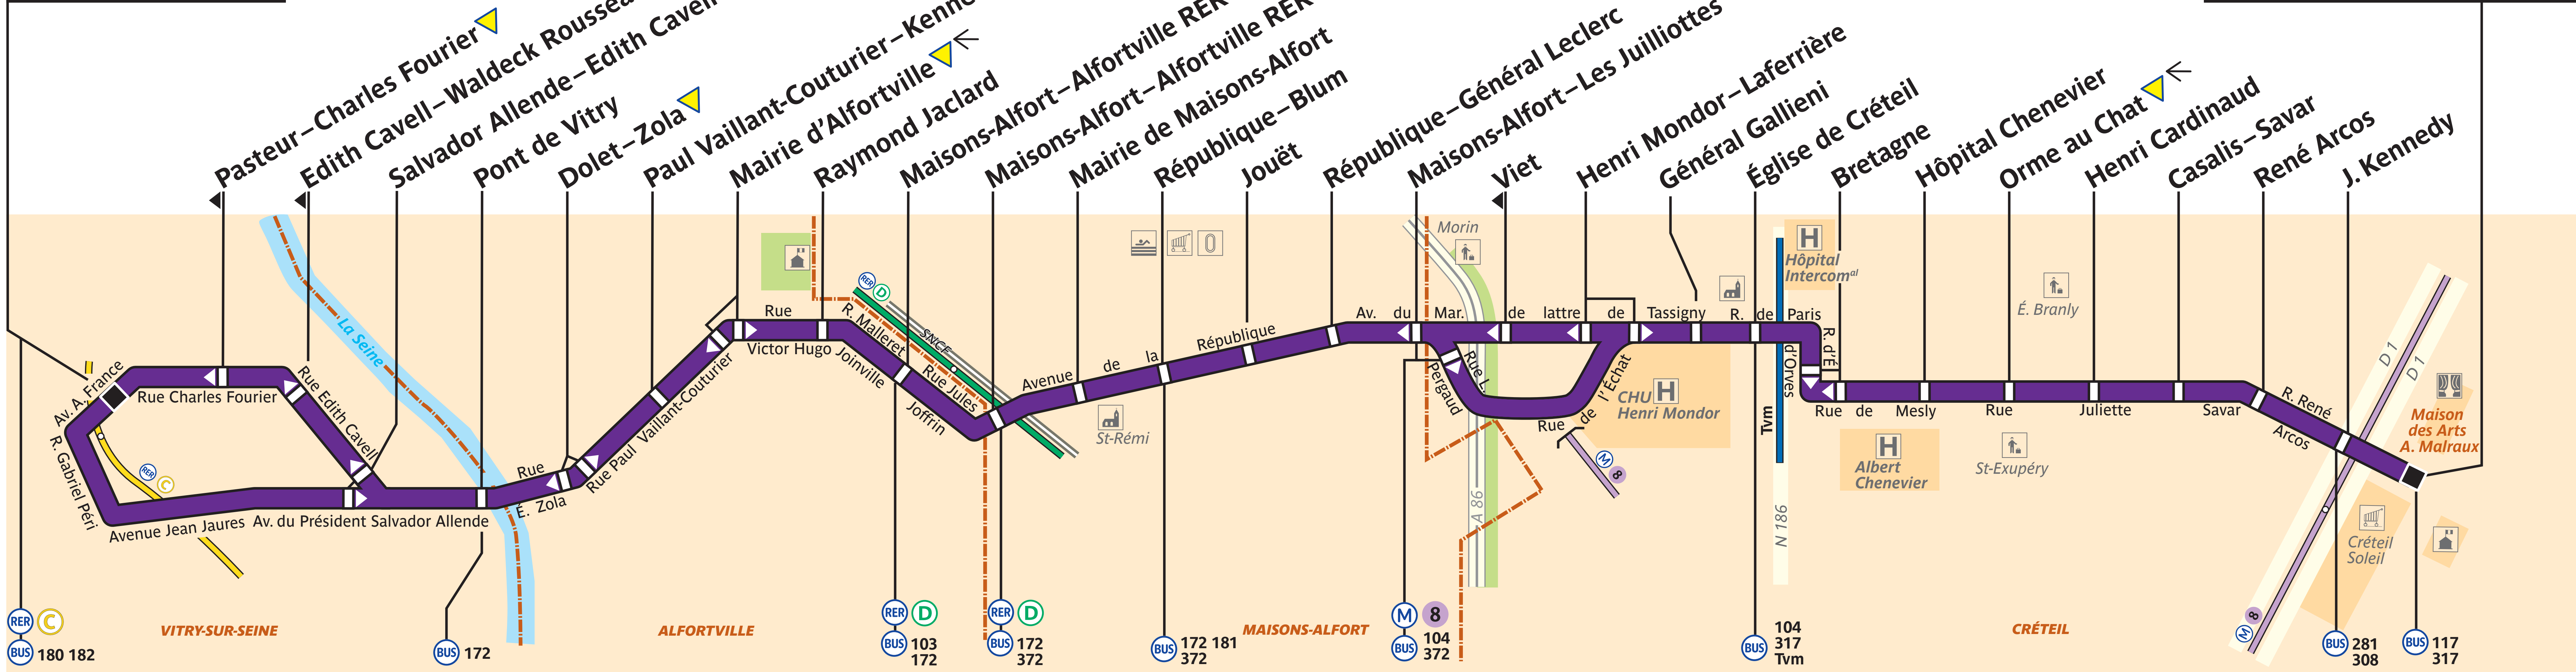 Pasteur–Charles Fourier
Edith Cavell–Waldeck
Salvador Allende–Edith Cavell
Pont de Vitry
Dolet–Zola
Paul Vaillant-Couturier–
Mairie d'Alfortville
Raymond Jaclard
Maisons-Alfort–Alfortville RER
Maisons-Alfort–Alfortville RER
Mairie de Maisons-Alfort
République–Blum
Jouët
République–Général Leclerc
Maisons-Alfort–Les Juilliottes
Viet
Henri Mondor–Laferrière
Général Gallieni
Église de Créteil
Bretagne
Hôpital Chenevier
Orme au Chat
Henri Cardinaud
Casalis–Savar
René Arcos
J. Kennedy
Av. A. France
Rue Charles Fourier
Rue Edith Cavell
R. Gabriel Péri
Avenue Jean Jaures
Av. du Président Salvador Allende
RER C
La Seine
Rue
E. Zola
Rue Paul Vaillant-Couturier
Rue
Victor Hugo
R. Malleret
Joinville
Rue Jules
Joffrin
RER D
SNCF
Avenue de la République
St-Rémi
Av. du Mar. de lattre de Tassigny
Morin
Pergaud
Rue L.
A 86
Rue de l'Échat
M 8
CHU H
Henri Mondor
R. de Paris
H
Hôpital
Intercomal
R. d'É
d'Orves
Tvm
N 186
Rue de Mesly
Rue Juliette Savar
H
Albert
Chenevier
É. Branly
St-Exupéry
R. René
Arcos
D 1
D 1
Maison
des Arts
A. Malraux
Créteil
Soleil
M 8
RER C
BUS 180 182
VITRY-SUR-SEINE
BUS 172
ALFORTVILLE
RER D
BUS 103
172
RER D
BUS 172
372
BUS 172 181
372
MAISONS-ALFORT
M 8
BUS 104
372
BUS 104
317
Tvm
CRÉTEIL
BUS 281
308
BUS 117
317